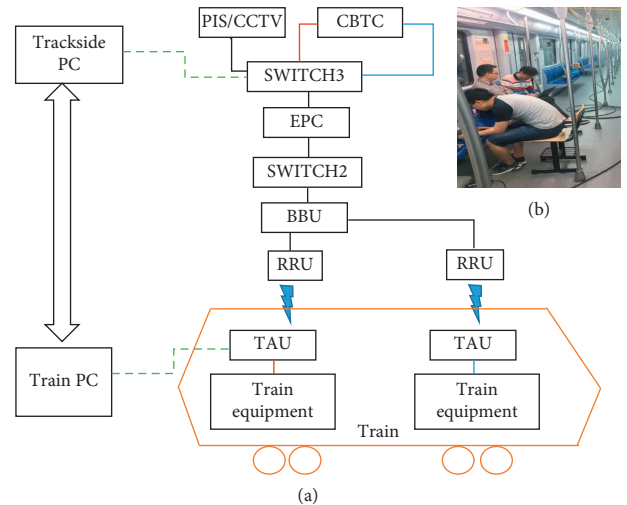 PIS/CCTV
CBTC
Trackside
PC
SWITCH3
EPC
SWITCH2
(b)
BBU
RRU
RRU
TAU
TAU
Train PC
Train
equipment
Train
equipment
Train
(a)